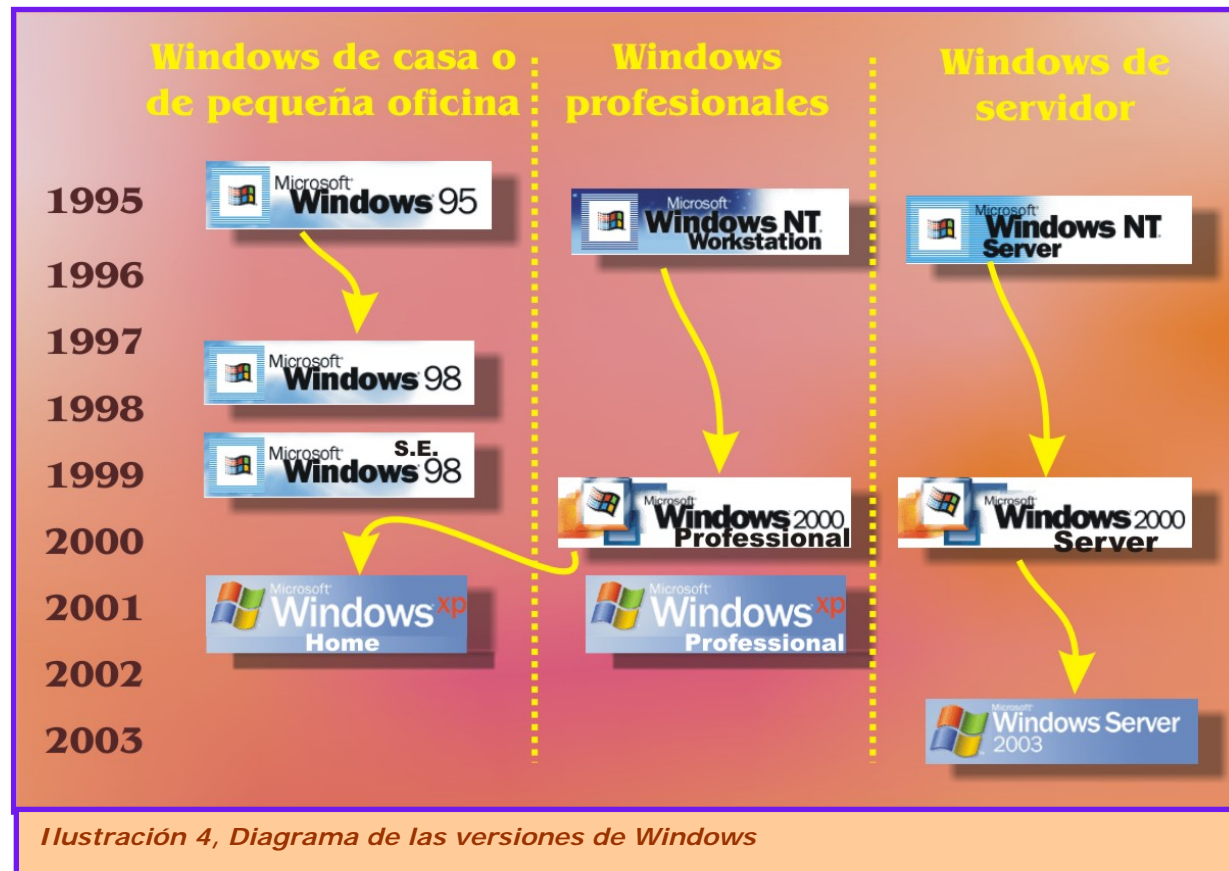 Windows de casa o
de pequeña oficina
Windows
profesionales
Windows de
servidor
1995
1996
1997
1998
1999
2000
2001
2002
2003
Microsoft
Windows 95
Microsoft
Windows 98
Microsoft S.E.
Windows 98
Microsoft
Windows xp
Home
Microsoft
Windows NT
Workstation
Microsoft
Windows 2000
Professional
Microsoft
Windows xp
Professional
Microsoft
Windows NT
Server
Microsoft
Windows 2000
Server
Microsoft
Windows Server
2003
Ilustración 4, Diagrama de las versiones de Windows